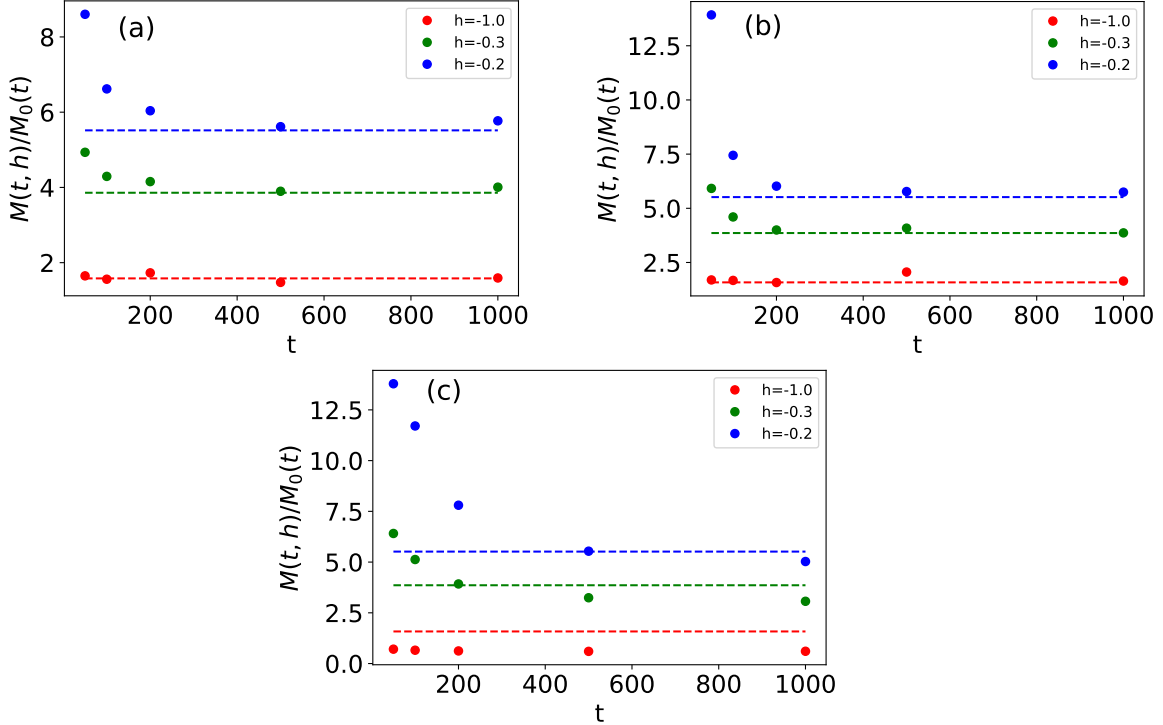 (a)
h=-1.0
h=-0.3
h=-0.2
M(t, h)/M₀(t)
8
6
4
2
200 400 600 800 1000
t
(b)
h=-1.0
h=-0.3
h=-0.2
M(t, h)/M₀(t)
12.5
10.0
7.5
5.0
2.5
200 400 600 800 1000
t
(c)
h=-1.0
h=-0.3
h=-0.2
M(t, h)/M₀(t)
12.5
10.0
7.5
5.0
2.5
0.0
200 400 600 800 1000
t